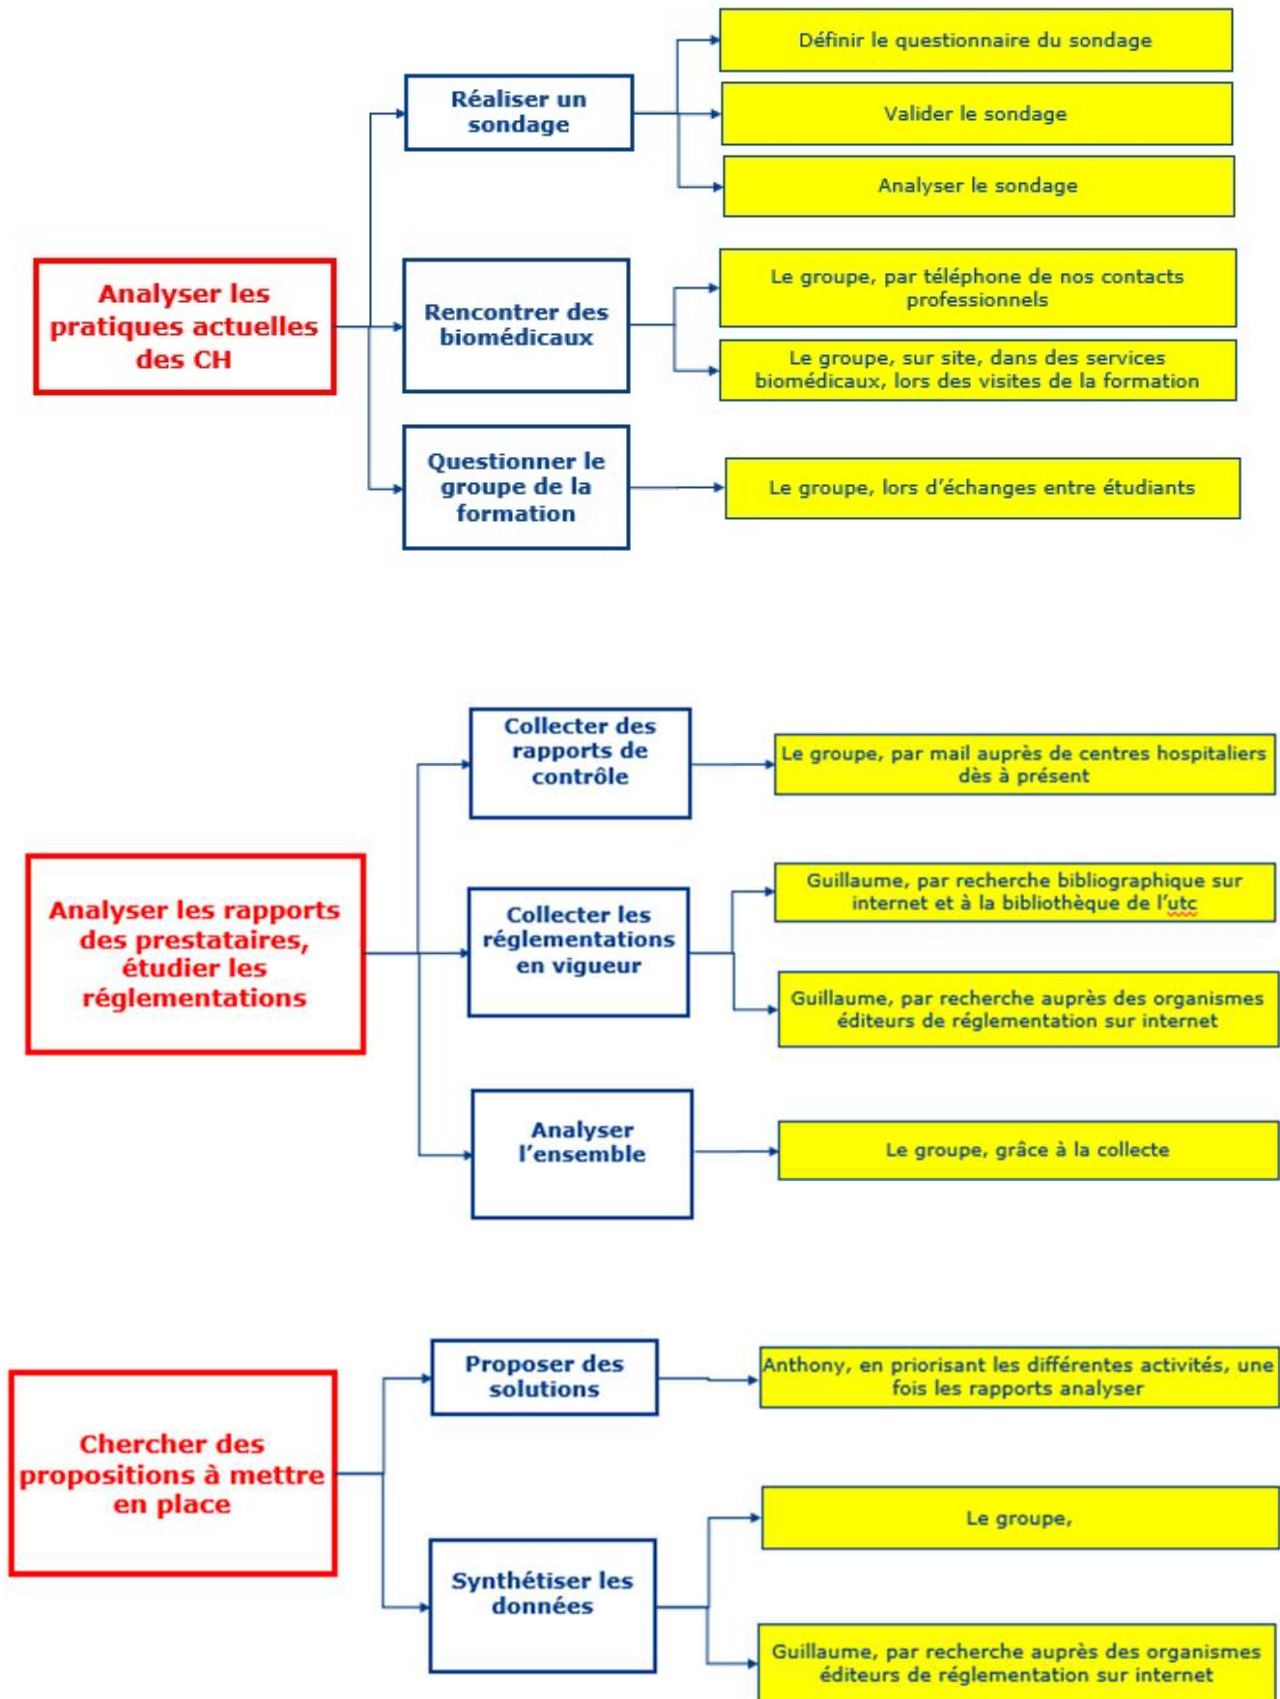 Analyser les
pratiques actuelles
des CH
Réaliser un
sondage
Définir le questionnaire du sondage
Valider le sondage
Analyser le sondage
Rencontrer des
biomédicaux
Le groupe, par téléphone de nos contacts
professionnels
Le groupe, sur site, dans des services
biomédicaux, lors des visites de la formation
Questionner le
groupe de la
formation
Le groupe, lors d’échanges entre étudiants
Analyser les rapports
des prestataires,
étudier les
réglementations
Collecter des
rapports de
contrôle
Le groupe, par mail auprès de centres hospitaliers
dès à présent
Collecter les
réglementations
en vigueur
Guillaume, par recherche bibliographique sur
internet et à la bibliothèque de l’utc
Guillaume, par recherche auprès des organismes
éditeurs de réglementation sur internet
Analyser
l’ensemble
Le groupe, grâce à la collecte
Chercher des
propositions à mettre
en place
Proposer des
solutions
Anthony, en priorisant les différentes activités, une
fois les rapports analyser
Synthétiser les
données
Le groupe,
Guillaume, par recherche auprès des organismes
éditeurs de réglementation sur internet